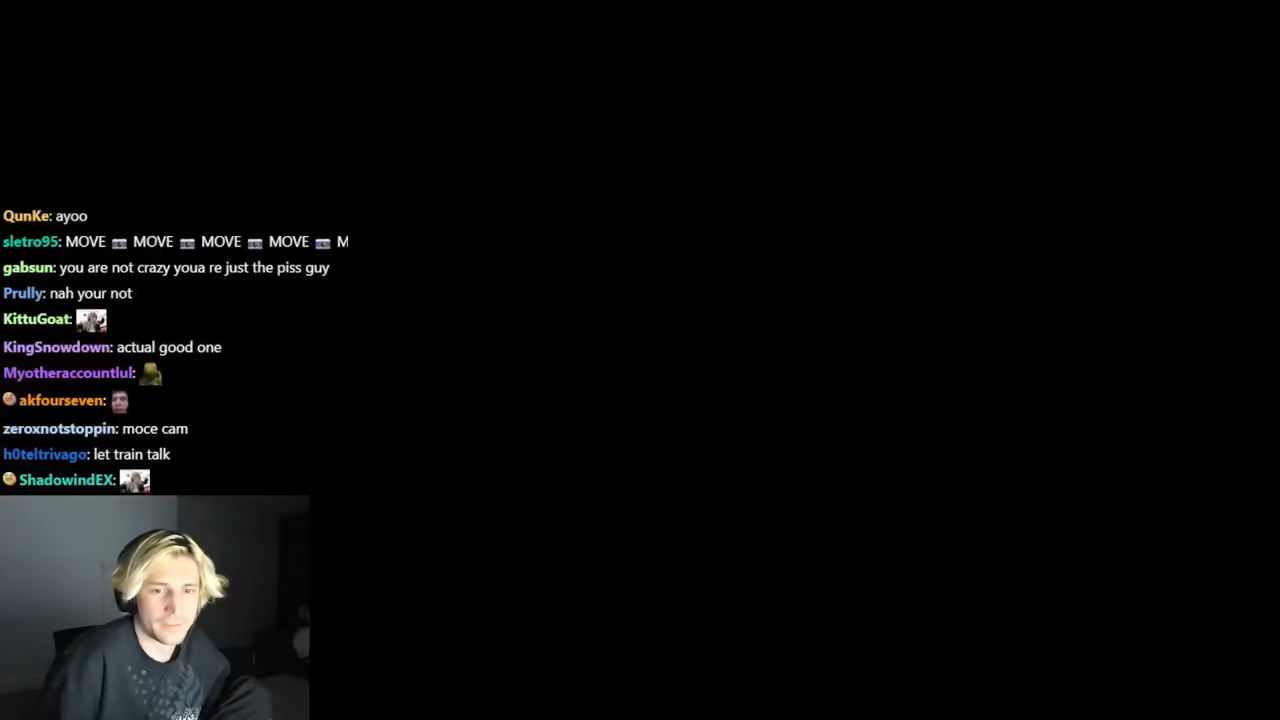 QunKe: ayoo
sletro95: MOVE 📷 MOVE 📷 MOVE 📷 MOVE 📷 M
gabsun: you are not crazy youa re just the piss guy
Prully: nah your not
KittuGoat:
KingSnowdown: actual good one
Myotheraccountlul:
akfourseven:
zeroxnotstoppin: moce cam
h0teltrivago: let train talk
ShadowindEX: